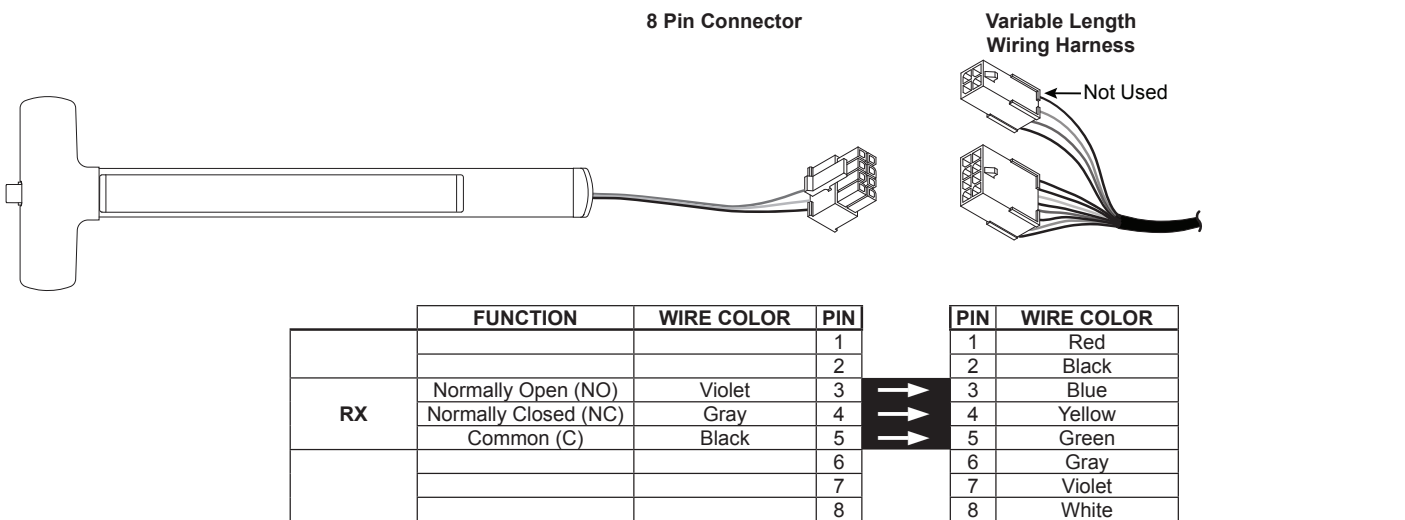 8 Pin Connector
Variable Length
Wiring Harness
Not Used
FUNCTION WIRE COLOR PIN PIN WIRE COLOR
1 1 Red
2 2 Black
RX Normally Open (NO) Violet 3 3 Blue
Normally Closed (NC) Gray 4 4 Yellow
Common (C) Black 5 5 Green
6 6 Gray
7 7 Violet
8 8 White